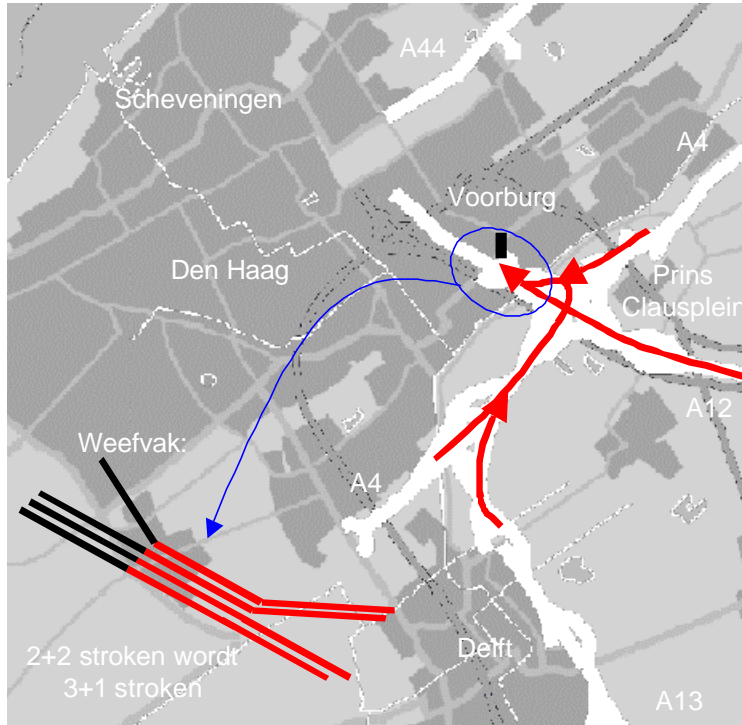 A44
Scheveningen
A4
Voorburg
Den Haag
Prins
Clausplein
A12
Weefvak:
A4
2+2 stroken wordt
3+1 stroken
Delft
A13